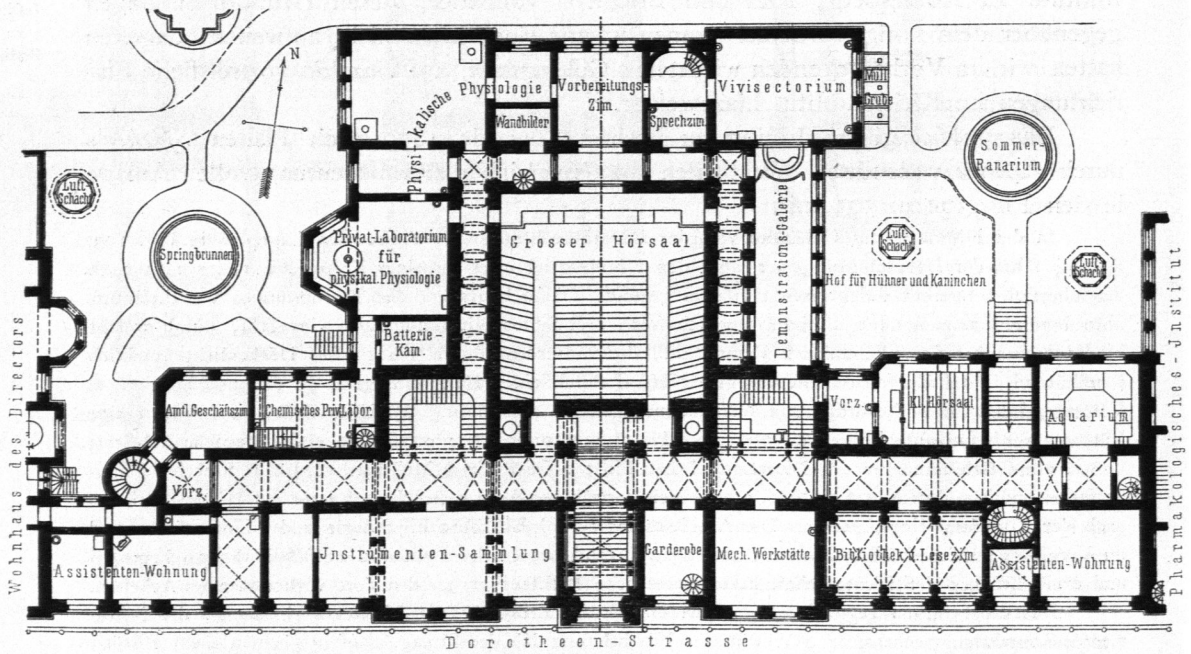 N
Physiologie
Vorbereitungs-
Zim.
Vivisectorium
Müll
Grube
Physikalische
Wandbilder
Sprechzim.
Sommer-
Ranarium
Luft
Schacht
Springbrunnen
Privat-Laboratorium
für
physikal. Physiologie
Grosser Hörsaal
Demonstrations-Galerie
Luft
Schacht
Luft
Schacht
Hof für Hühner und Kaninchen
Batterie
Kam.
Amtl. Geschäftszim.
Chemisches Priv. Labor.
Vorz.
Kl. Hörsaal
Aquarium
Vorz.
Assistenten-Wohnung
Jnstrumenten-Sammlung
Garderobe
Mech. Werkstätte
Bibliothek u. Lesezim.
Assistenten-Wohnung
Wohnhaus des Directors
Pharmakologisches-Jnstitut
Dorotheen Strasse